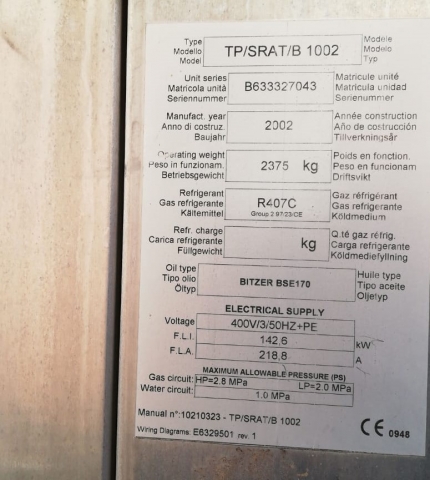 Type Modèle
Modello TP/SRAT/B 1002 Modelo
Model Typ
Unit series Matricule unité
Matricola unità B633327043 Matricula unidad
Seriennummer Serienummer
Manufact. year Année construction
Anno di costruz. 2002 Año de costrucción
Baujahr Tillverkningsår
Operating weight Poids en fonction.
Peso in funzionam. 2375 kg Peso en funcionam
Betriebsgewicht Driftsvikt
Refrigerant Gaz réfrigérant
Gas refrigerante R407C Gas refrigerante
Kältemittel Group 2 97-23-CE Köldmedium
Refr. charge Q.té gaz réfrig.
Carica refrigerante kg Carga refrigerante
Füllgewicht Köldmediefyllning
Oil type Huile type
Tipo olio BITZER BSE170 Tipo aceite
Öltyp Oljetyp
ELECTRICAL SUPPLY
Voltage 400V/3/50HZ+PE
F.L.I. 142,6 kW
F.L.A. 218,8 A
MAXIMUM ALLOWABLE PRESSURE (PS)
Gas circuit: HP=2.8 MPa LP=2.0 MPa
Water circuit: 1.0 MPa
Manual n°:10210323 - TP/SRAT/B 1002
Wiring Diagrams: E6329501 rev. 1 CE 0948